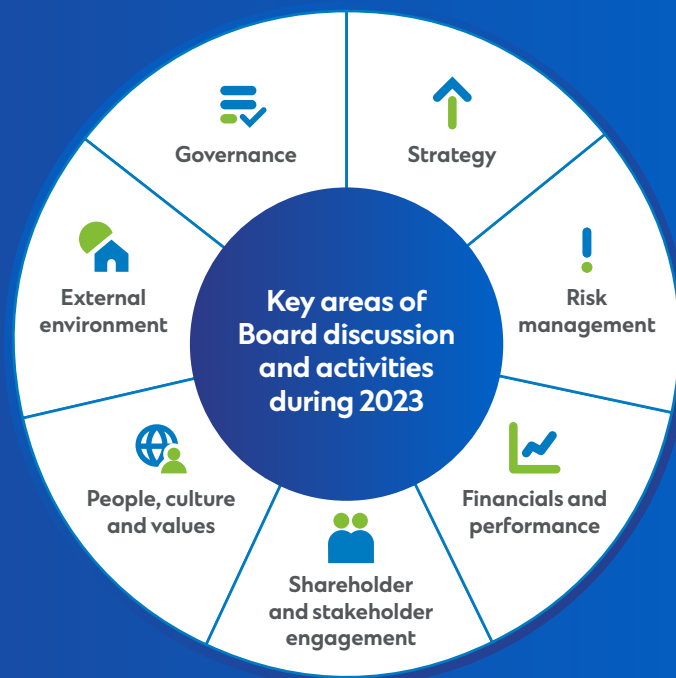 Key areas of
Board discussion
and activities
during 2023
Strategy
Risk
management
Financials and
performance
Shareholder
and stakeholder
engagement
People, culture
and values
External
environment
Governance